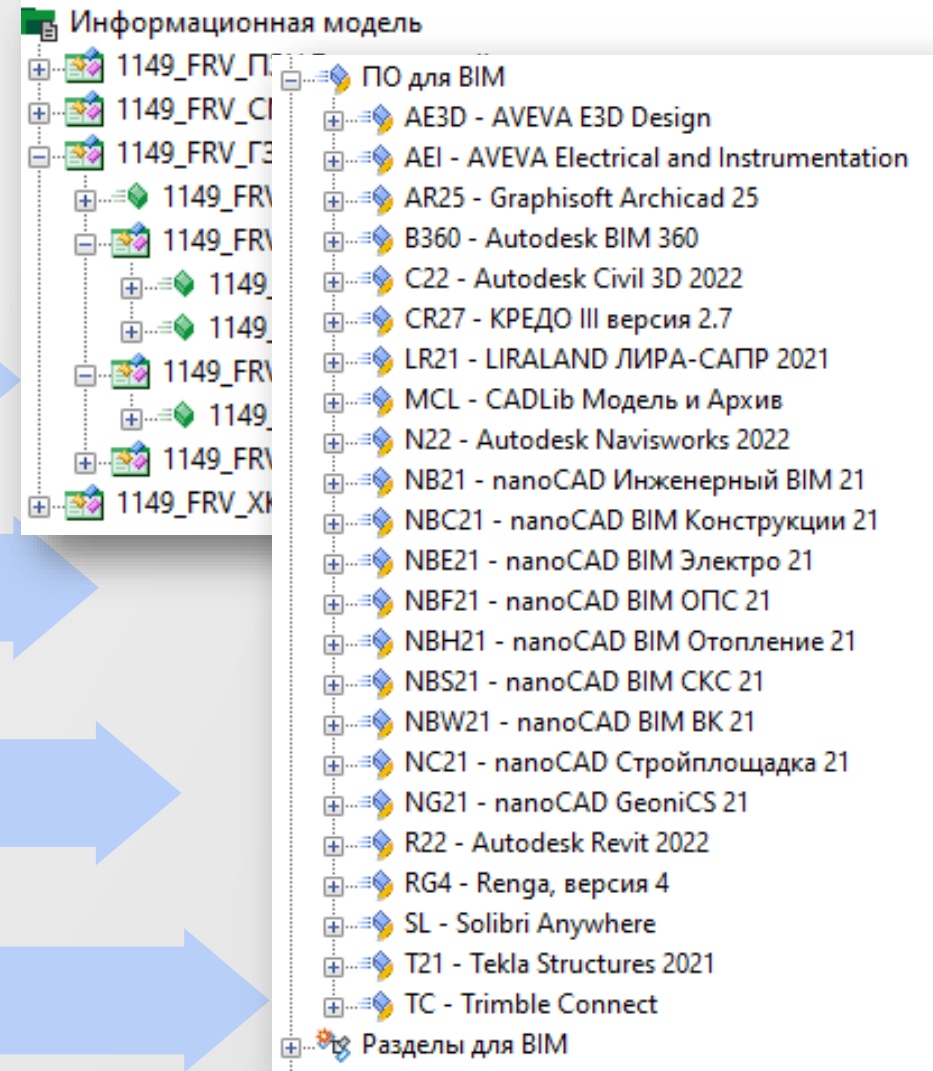 Информационная модель
1149_FRV_П
1149_FRV_
1149_FRV_ГЗ
1149_FRV
1149_FRV
1149_
1149_
1149_FRV
1149_
1149_FRV
1149_FRV_
ПО для BIM
AE3D - AVEVA E3D Design
AEI - AVEVA Electrical and Instrumentation
AR25 - Graphisoft Archicad 25
B360 - Autodesk BIM 360
C22 - Autodesk Civil 3D 2022
CR27 - КРЕДО III версия 2.7
LR21 - LIRALAND ЛИРА-САПР 2021
MCL - CADLib Модель и Архив
N22 - Autodesk Navisworks 2022
NB21 - nanoCAD Инженерный BIM 21
NBC21 - nanoCAD BIM Конструкции 21
NBE21 - nanoCAD BIM Электро 21
NBF21 - nanoCAD BIM ОПС 21
NBH21 - nanoCAD BIM Отопление 21
NBS21 - nanoCAD BIM СКС 21
NBW21 - nanoCAD BIM ВК 21
NC21 - nanoCAD Стройплощадка 21
NG21 - nanoCAD GeoniCS 21
R22 - Autodesk Revit 2022
RG4 - Renga, версия 4
SL - Solibri Anywhere
T21 - Tekla Structures 2021
TC - Trimble Connect
Разделы для BIM